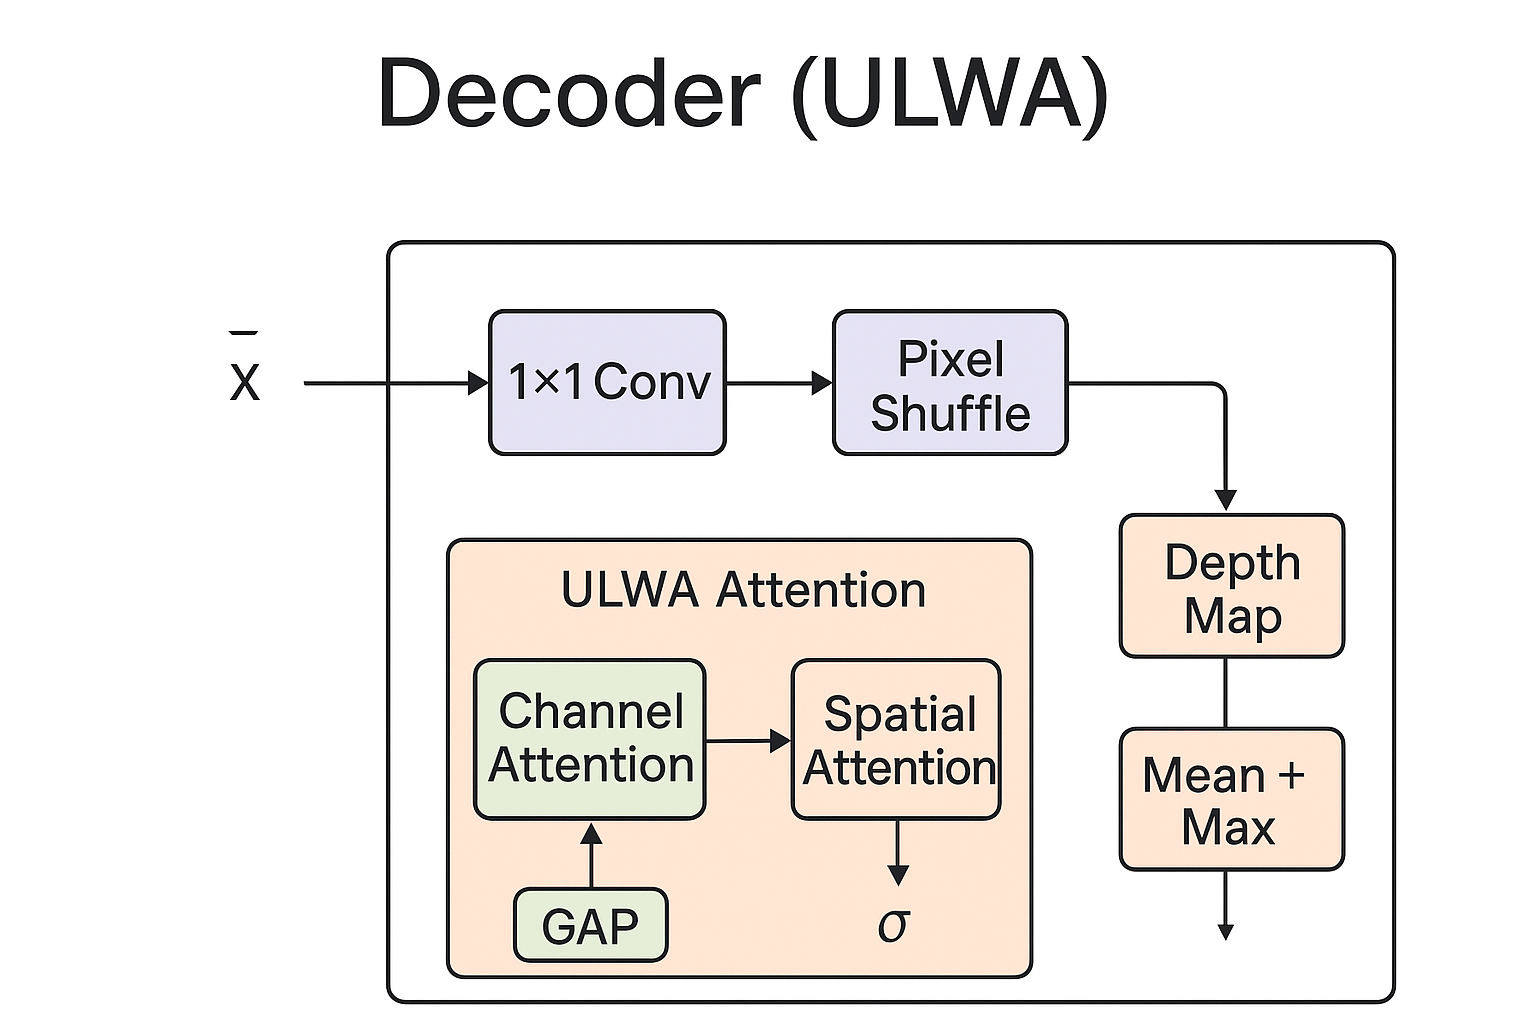 Decoder (ULWA)
X̄
1×1 Conv
Pixel
Shuffle
Depth
Map
ULWA Attention
Channel
Attention
Spatial
Attention
Mean +
Max
GAP
σ